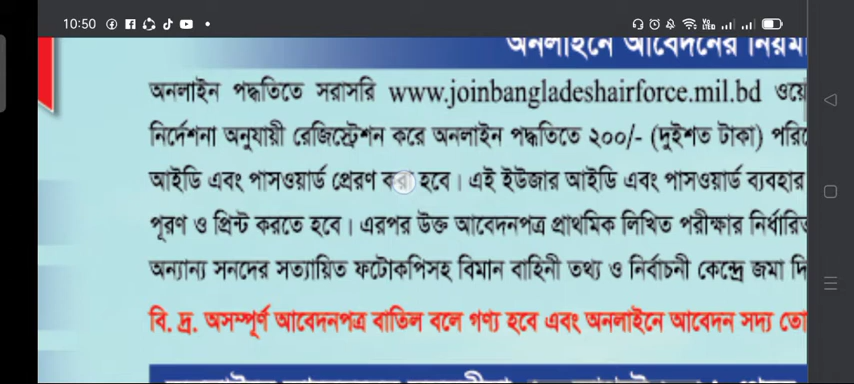 10:50
অনলাইনে আবেদনের নিয়মা
অনলাইন পদ্ধতিতে সরাসরি www.joinbangladeshairforce.mil.bd ওয়ে
নির্দেশনা অনুযায়ী রেজিস্ট্রেশন করে অনলাইন পদ্ধতিতে ২০০/- (দুইশত টাকা) পরি
আইডি এবং পাসওয়ার্ড প্রেরণ করা হবে। এই ইউজার আইডি এবং পাসওয়ার্ড ব্যবহার
পূরণ ও প্রিন্ট করতে হবে। এরপর উক্ত আবেদনপত্র প্রাথমিক লিখিত পরীক্ষার নির্ধারিত
অন্যান্য সনদের সত্যায়িত ফটোকপিসহ বিমান বাহিনী তথ্য ও নির্বাচনী কেন্দ্রে জমা দি
বি. দ্র. অসম্পূর্ণ আবেদনপত্র বাতিল বলে গণ্য হবে এবং অনলাইনে আবেদন সদ্য তো